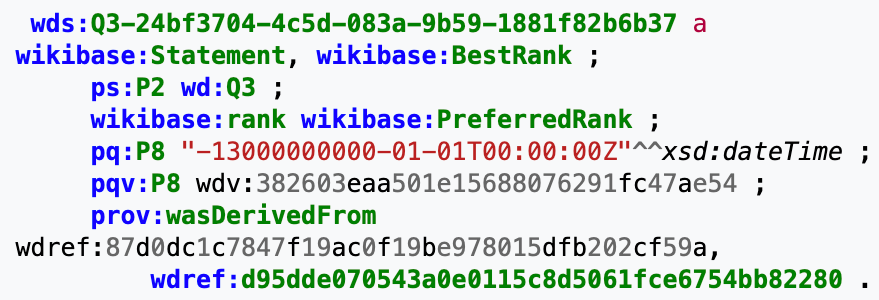 wds:Q3-24bf3704-4c5d-083a-9b59-1881f82b6b37 a
wikibase:Statement, wikibase:BestRank ;
ps:P2 wd:Q3 ;
wikibase:rank wikibase:PreferredRank ;
pq:P8 "-13000000000-01-01T00:00:00Z"^^xsd:dateTime ;
pqv:P8 wdv:382603eaa501e15688076291fc47ae54 ;
prov:wasDerivedFrom
wdref:87d0dc1c7847f19ac0f19be978015dfb202cf59a,
wdref:d95dde070543a0e0115c8d5061fce6754bb82280 .